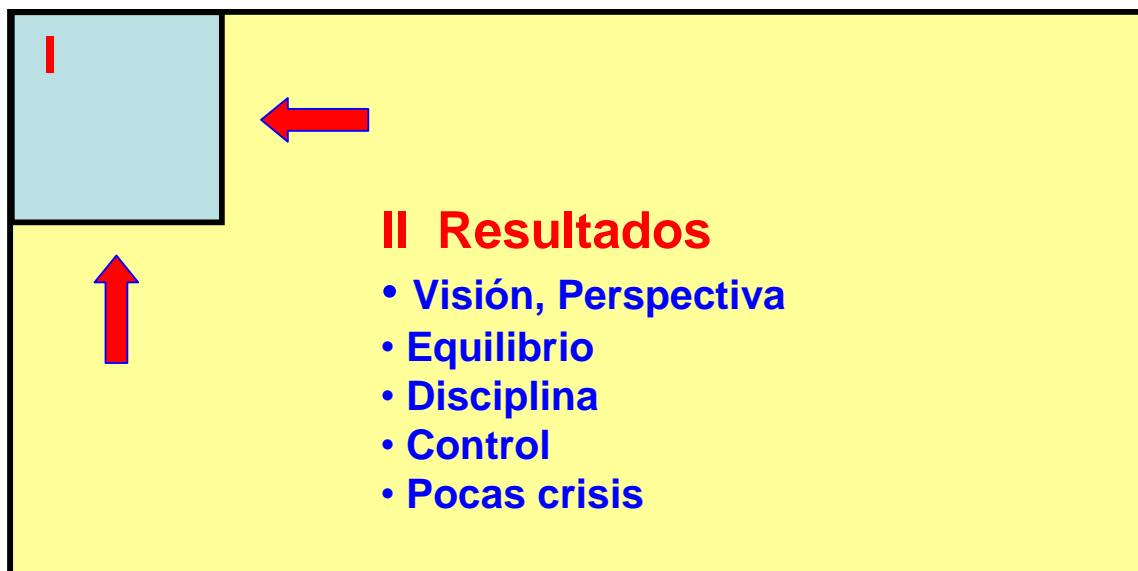 I
II Resultados
• Visión, Perspectiva
• Equilibrio
• Disciplina
• Control
• Pocas crisis